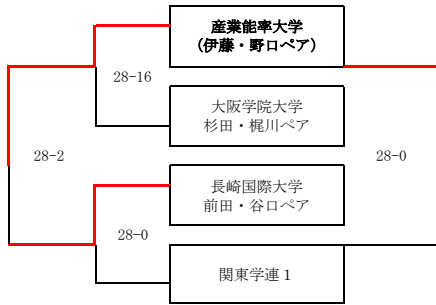 産業能率大学
（伊藤・野口ペア）
28-16
大阪学院大学
杉田・梶川ペア
28-2
28-0
長崎国際大学
前田・谷口ペア
28-0
関東学連１